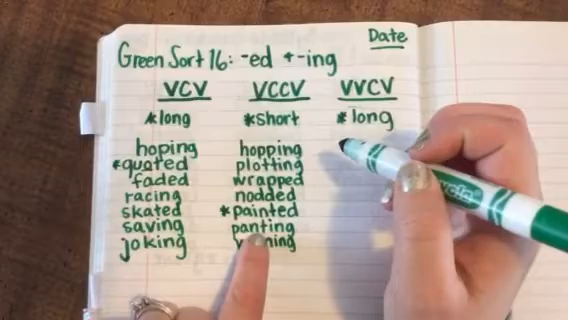 Date
Green Sort 16: -ed + -ing
VCV VCCV VVCV
*long *short *long
hoping hopping
*quoted plotting
faded wrapped
racing nodded
skated *painted
saving panting
joking